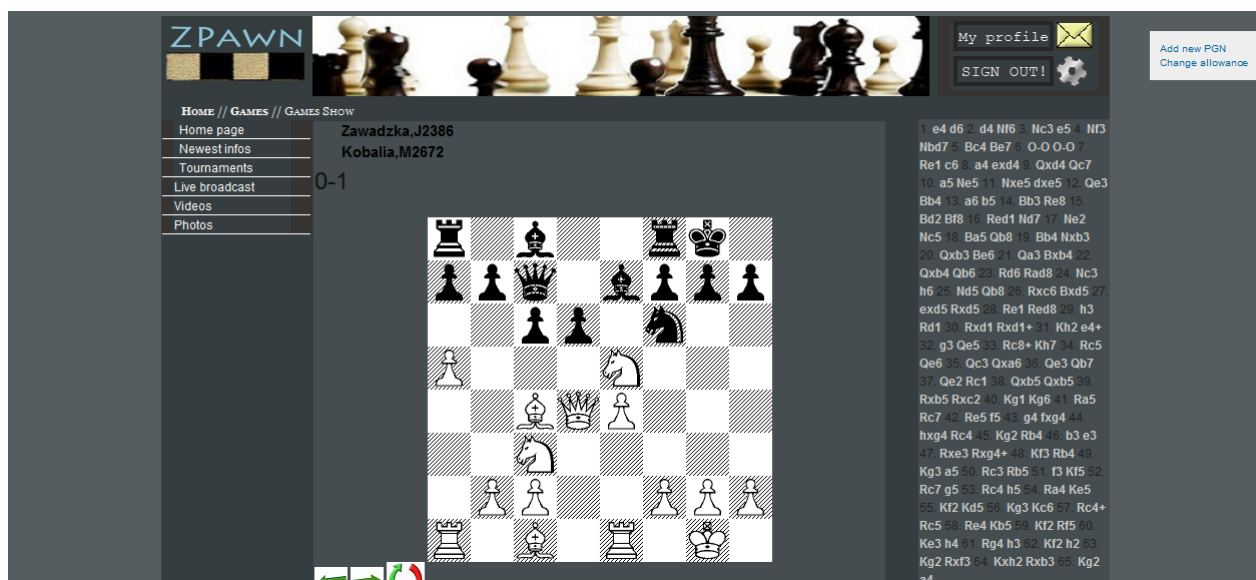 ZPAWN
My profile
SIGN OUT!
Add new PGN
Change allowance
Home // Games // Games Show
Home page
Newest infos
Tournaments
Live broadcast
Videos
Photos
Zawadzka,J2386
Kobalia,M2672
0-1
1. e4 d6 2. d4 Nf6 3. Nc3 e5 4. Nf3
Nbd7 5. Bc4 Be7 6. O-O O-O 7.
Re1 c6 8. a4 exd4 9. Qxd4 Qc7
10. a5 Ne5 11. Nxe5 dxe5 12. Qe3
Bb4 13. a6 b5 14. Bb3 Re8 15.
Bd2 Bf8 16. Red1 Nd7 17. Ne2
Nc5 18. Ba5 Qb8 19. Bb4 Nxb3
20. Qxb3 Be6 21. Qa3 Bxb4 22.
Qxb4 Qb6 23. Rd6 Rad8 24. Nc3
h6 25. Nd5 Qb8 26. Rxc6 Bxd5 27.
exd5 Rxd5 28. Re1 Red8 29. h3
Rd1 30. Rxd1 Rxd1+ 31. Kh2 e4+
32. g3 Qe5 33. Rc8+ Kh7 34. Rc5
Qe6 35. Qc3 Qxa6 36. Qe3 Qb7
37. Qe2 Rc1 38. Qxb5 Qxb5 39.
Rxb5 Rxc2 40. Kg1 Kg6 41. Ra5
Rc7 42. Re5 f5 43. g4 fxg4 44.
hxg4 Rc4 45. Kg2 Rb4 46. b3 e3
47. Rxe3 Rxg4+ 48. Kf3 Rb4 49.
Kg3 a5 50. Rc3 Rb5 51. f3 Kf5 52.
Rc7 g5 53. Rc4 h5 54. Ra4 Ke5
55. Kf2 Kd5 56. Kg3 Kc6 57. Rc4+
Rc5 58. Re4 Kb5 59. Kf2 Rf5 60.
Ke3 h4 61. Rg4 h3 62. Kf2 h2 63.
Kg2 Rxf3 64. Kxh2 Rxb3 65. Kg2
a4